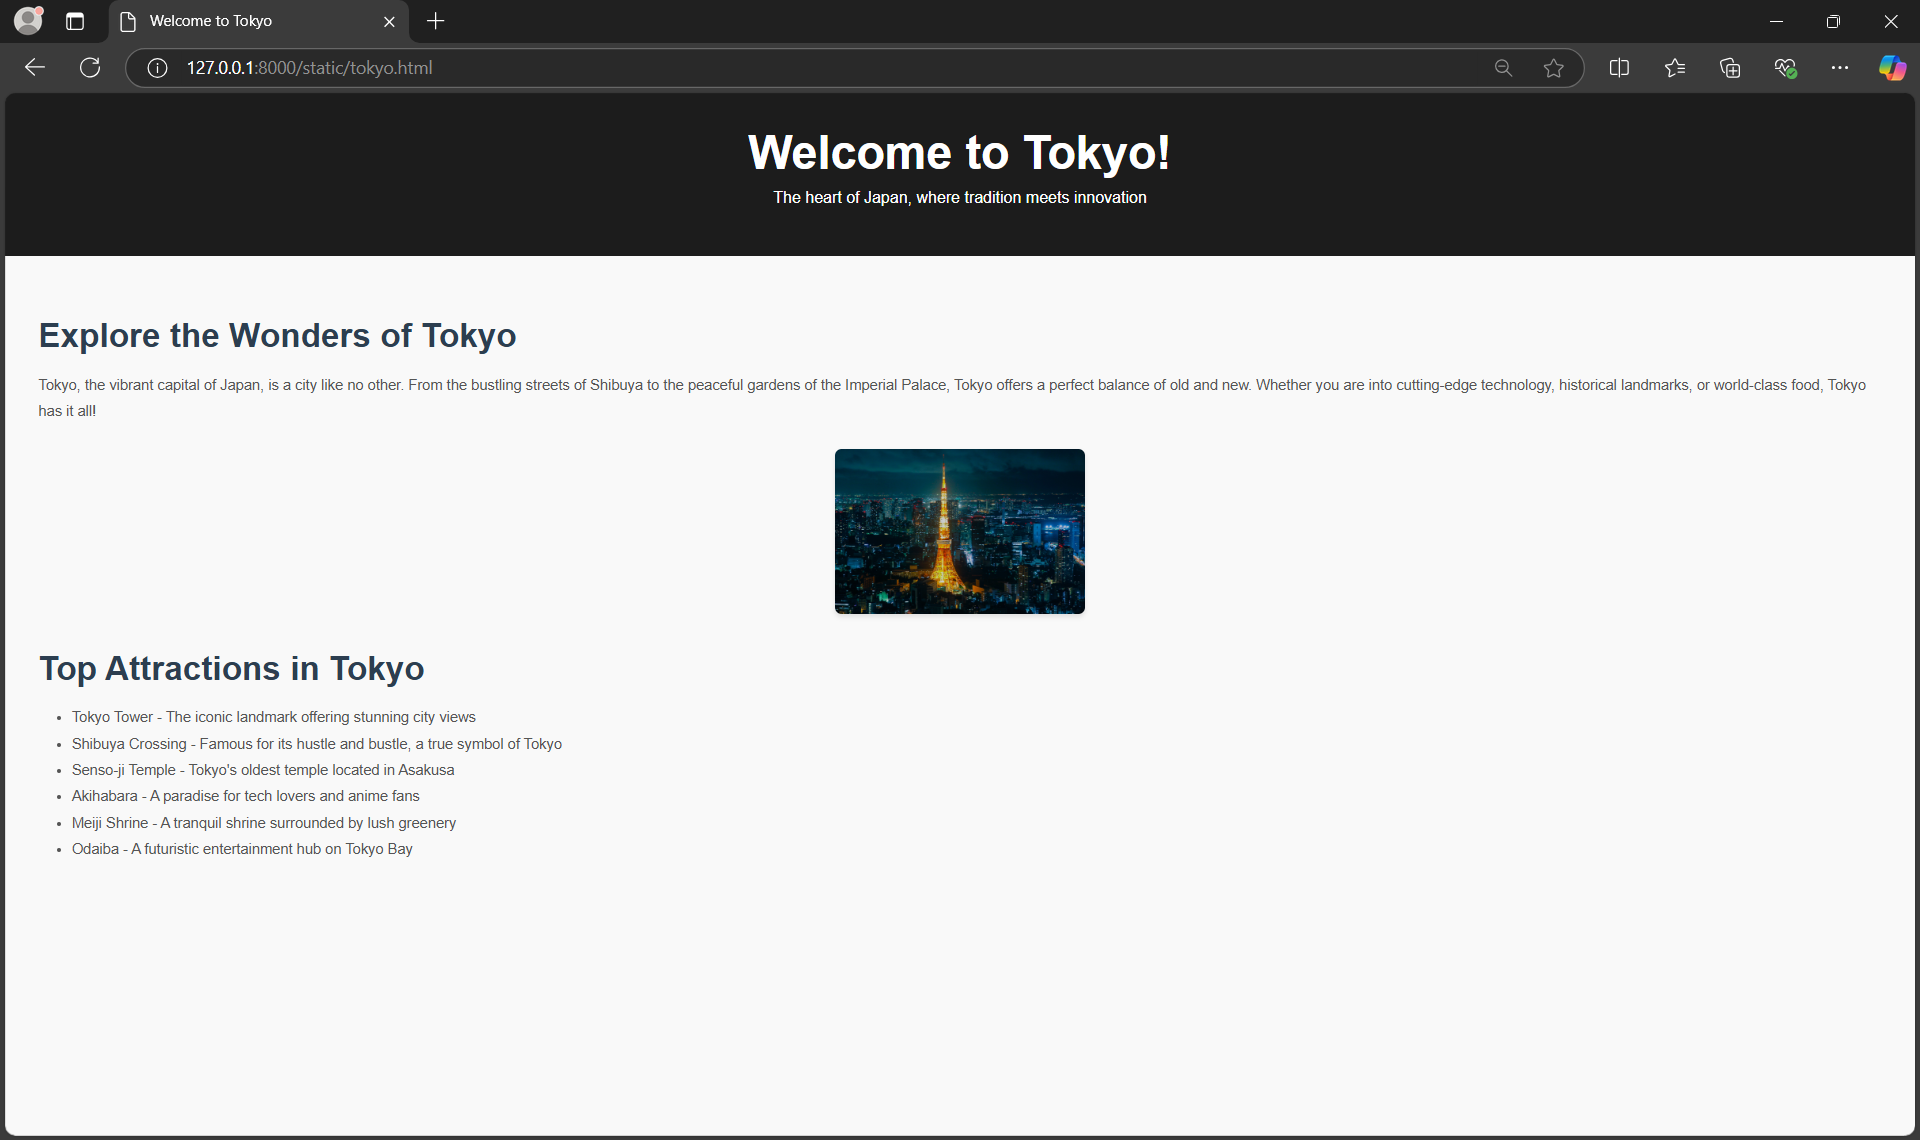 Welcome to Tokyo
127.0.0.1:8000/static/tokyo.html
Welcome to Tokyo!
The heart of Japan, where tradition meets innovation
Explore the Wonders of Tokyo
Tokyo, the vibrant capital of Japan, is a city like no other. From the bustling streets of Shibuya to the peaceful gardens of the Imperial Palace, Tokyo offers a perfect balance of old and new. Whether you are into cutting-edge technology, historical landmarks, or world-class food, Tokyo
has it all!
Top Attractions in Tokyo
• Tokyo Tower - The iconic landmark offering stunning city views
• Shibuya Crossing - Famous for its hustle and bustle, a true symbol of Tokyo
• Senso-ji Temple - Tokyo's oldest temple located in Asakusa
• Akihabara - A paradise for tech lovers and anime fans
• Meiji Shrine - A tranquil shrine surrounded by lush greenery
• Odaiba - A futuristic entertainment hub on Tokyo Bay